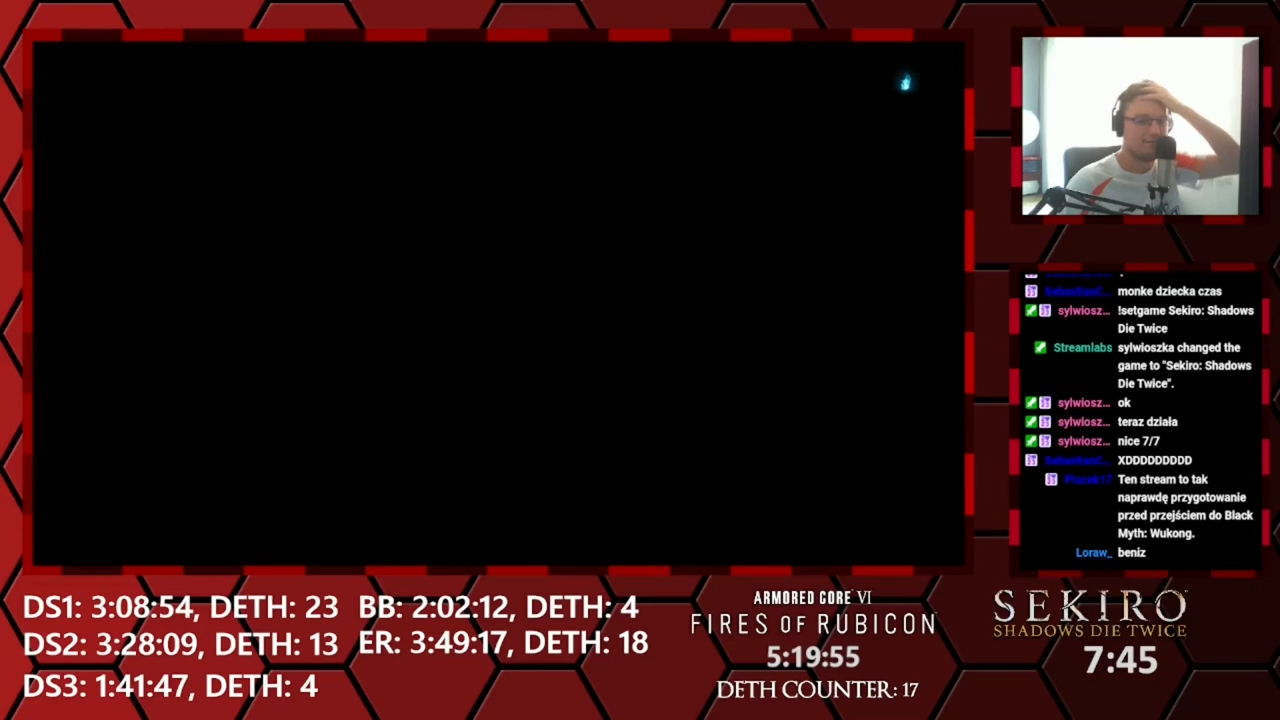 monke dziecka czas
sylwiosz... !setgame Sekiro: Shadows
Die Twice
Streamlabs sylwioszka changed the
game to "Sekiro: Shadows
Die Twice".
sylwiosz... ok
sylwiosz... teraz działa
sylwiosz... nice 7/7
XDDDDDDDDD
Ten stream to tak
naprawdę przygotowanie
przed przejściem do Black
Myth: Wukong.
Loraw_ beniz
DS1: 3:08:54, DETH: 23 BB: 2:02:12, DETH: 4
DS2: 3:28:09, DETH: 13 ER: 3:49:17, DETH: 18
DS3: 1:41:47, DETH: 4
ARMORED CORE VI
FIRES OF RUBICON
5:19:55
DETH COUNTER: 17
SEKIRO
SHADOWS DIE TWICE
7:45